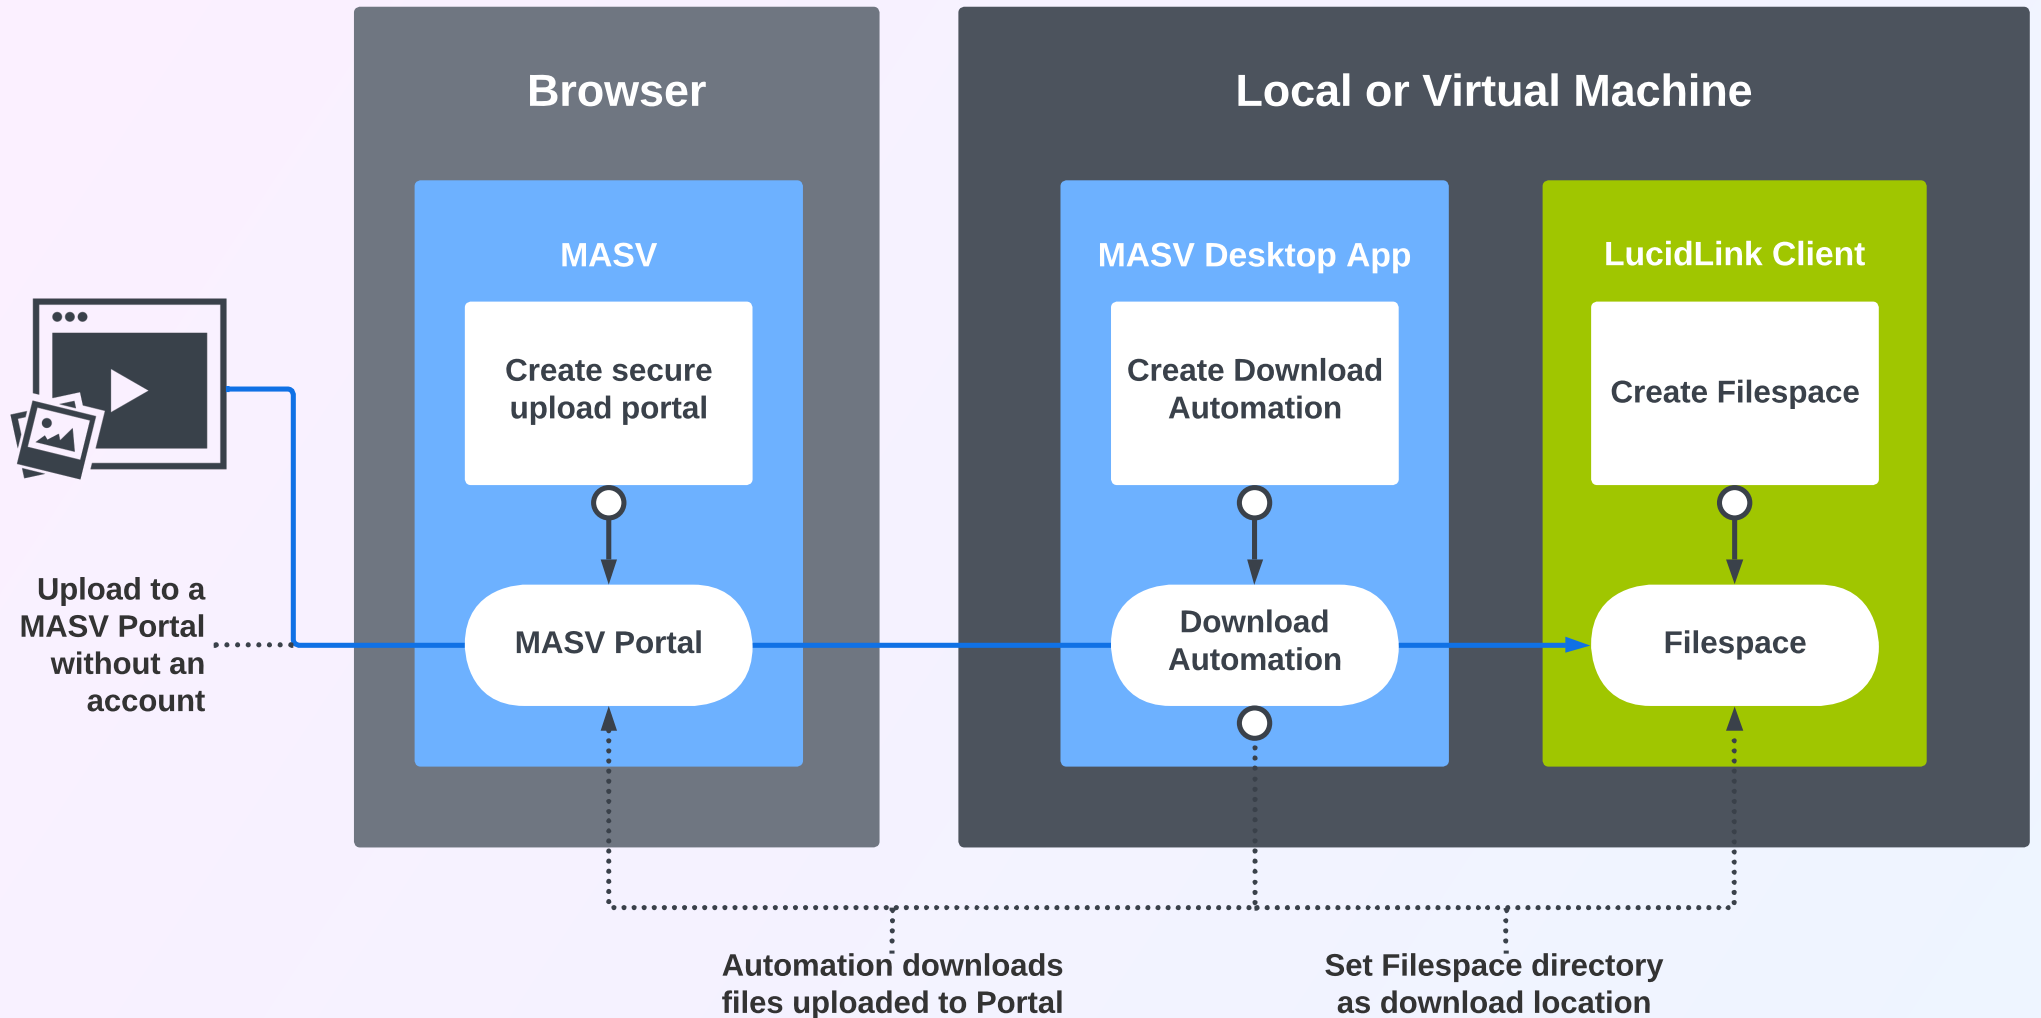 Browser
Local or Virtual Machine
MASV
MASV Desktop App
LucidLink Client
Create secure
upload portal
Create Download
Automation
Create Filespace
Upload to a
MASV Portal
without an
account
MASV Portal
Download
Automation
Filespace
Automation downloads
files uploaded to Portal
Set Filespace directory
as download location